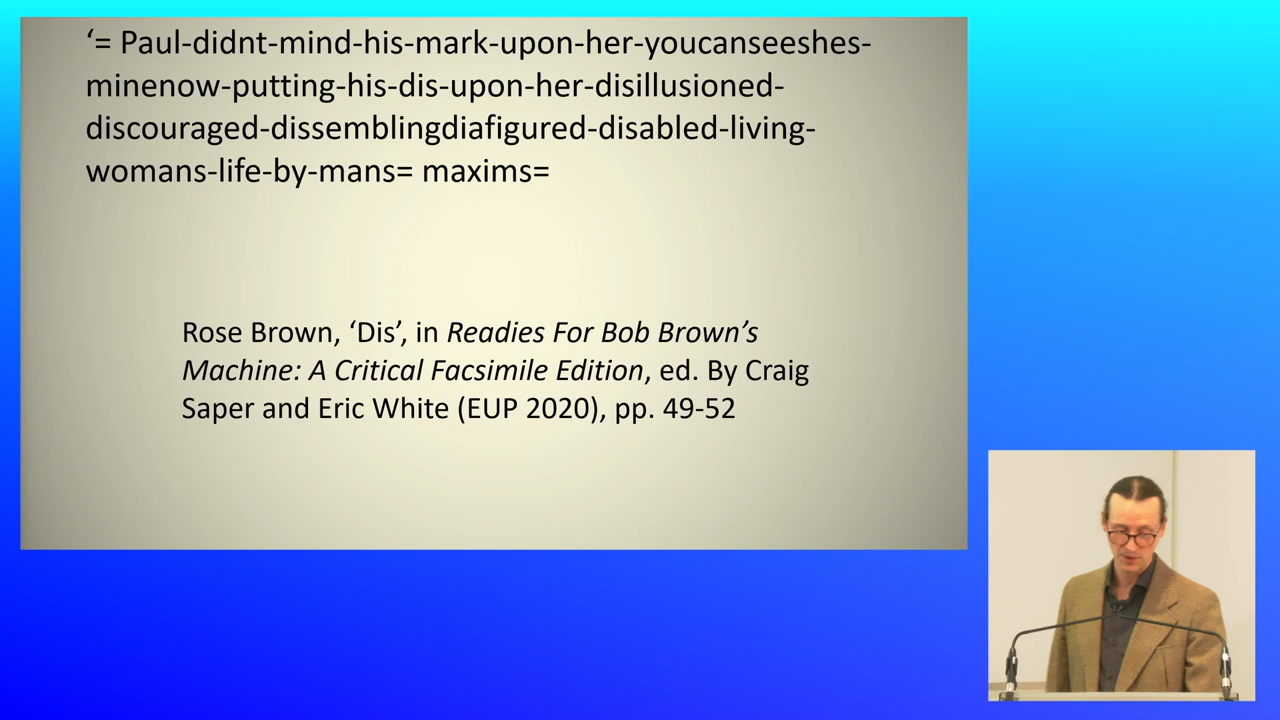 ‘= Paul-didnt-mind-his-mark-upon-her-youcanseeshes-
minenow-putting-his-dis-upon-her-disillusioned-
discouraged-dissemblingdiafigured-disabled-living-
womans-life-by-mans= maxims=
Rose Brown, ‘Dis’, in Readies For Bob Brown’s
Machine: A Critical Facsimile Edition, ed. By Craig
Saper and Eric White (EUP 2020), pp. 49-52